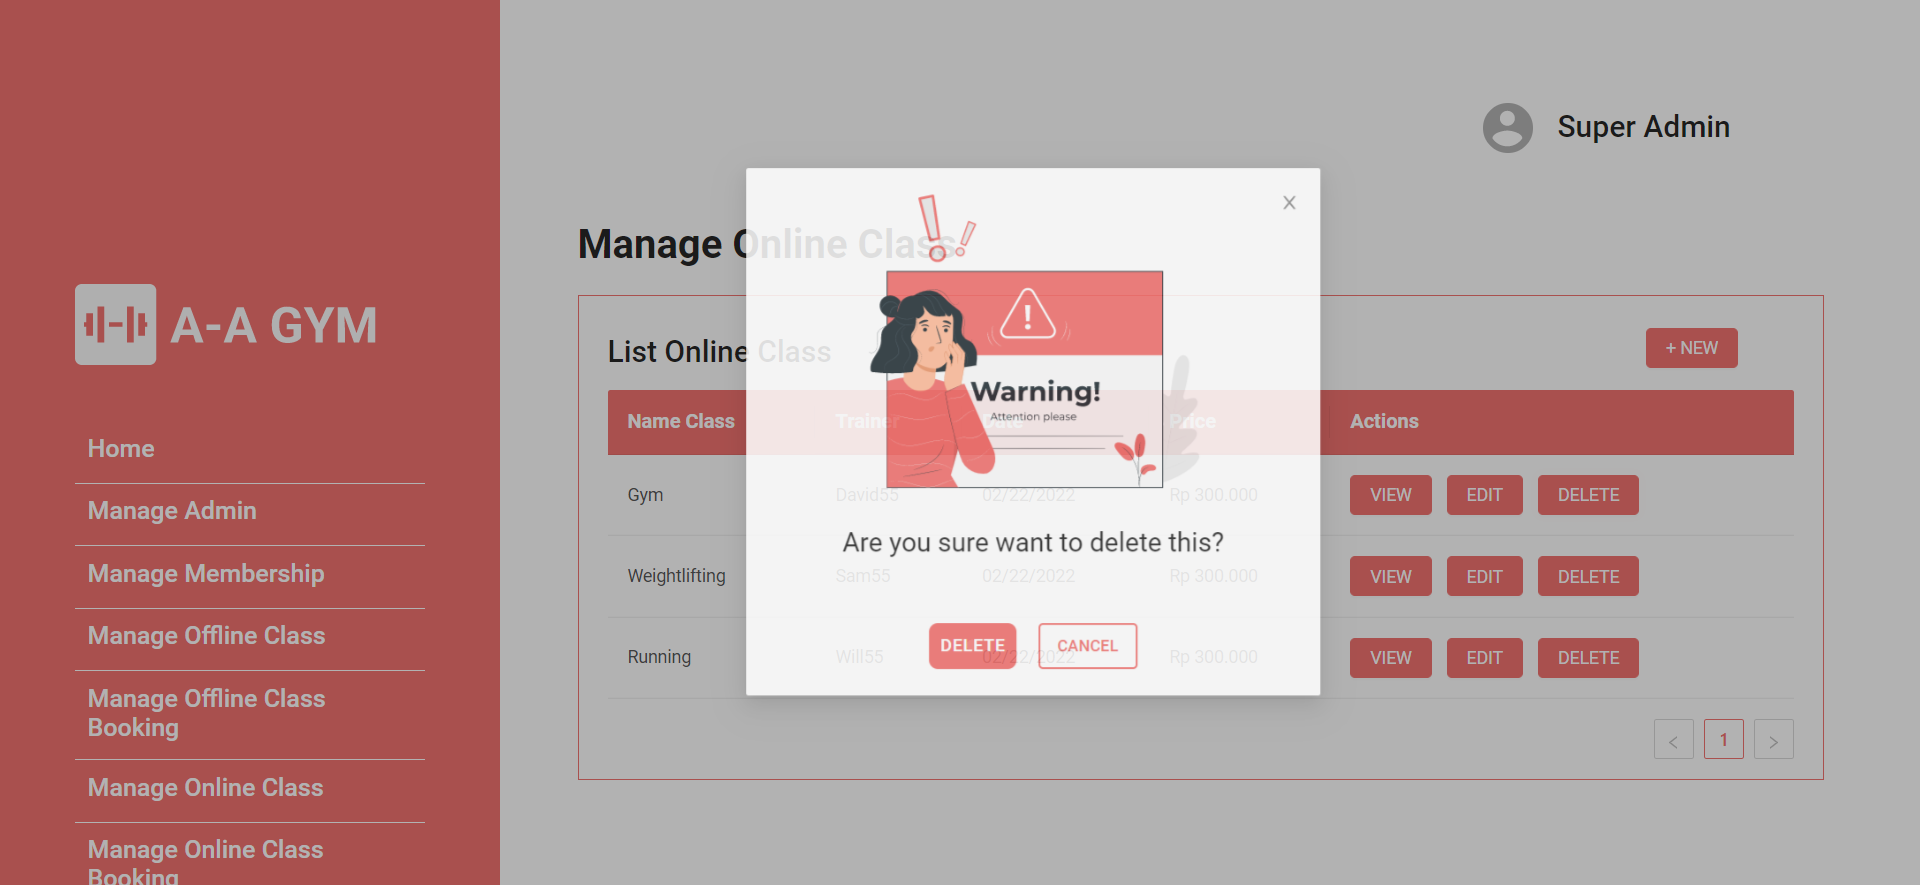 Super Admin
A-A GYM
Home
Manage Admin
Manage Membership
Manage Offline Class
Manage Offline Class
Booking
Manage Online Class
Manage Online Class
Booking
Manage Online Class
List Online Class
+ NEW
Name Class Trainer Date Price Actions
Gym David55 02/22/2022 Rp 300.000 VIEW EDIT DELETE
Weightlifting Sam55 02/22/2022 Rp 300.000 VIEW EDIT DELETE
Running Will55 02/22/2022 Rp 300.000 VIEW EDIT DELETE
< 1 >
X
!!
!
Warning!
Attention please
Are you sure want to delete this?
DELETE CANCEL